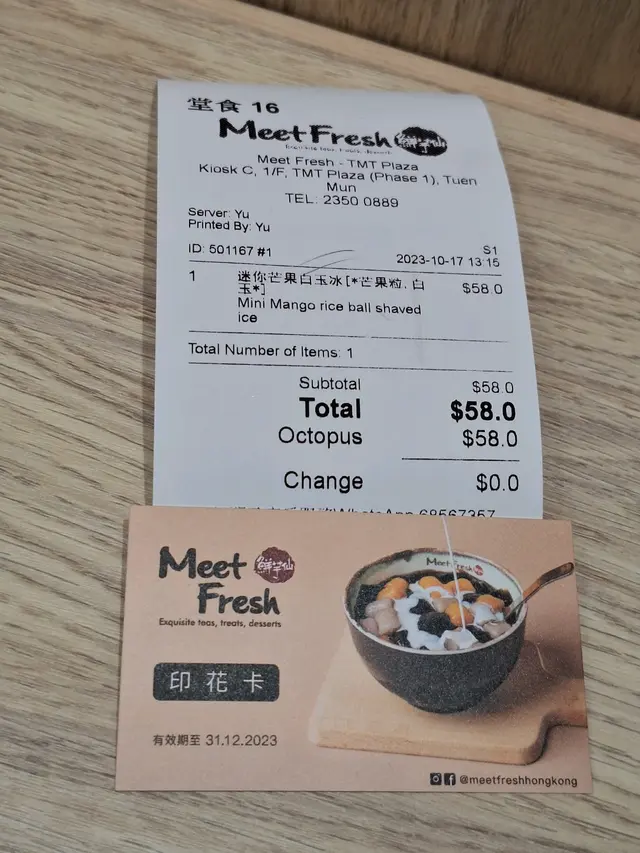 堂食 16
Meet Fresh 鮮芋仙
Meet Fresh - TMT Plaza
Kiosk C, 1/F, TMT Plaza (Phase 1), Tuen
Mun
TEL: 2350 0889
Server: Yu
Printed By: Yu
ID: 501167 #1 S1
2023-10-17 13:15
1 迷你芒果白玉冰[*芒果粒, 白 $58.0
玉*]
Mini Mango rice ball shaved
ice
Total Number of Items: 1
Subtotal $58.0
Total $58.0
Octopus $58.0
Change $0.0
WhatsApp 68567357
Meet 鮮芋仙
Fresh
Exquisite teas, treats, desserts
印花卡
有效期至 31.12.2023
Meet Fresh
@meetfreshhongkong